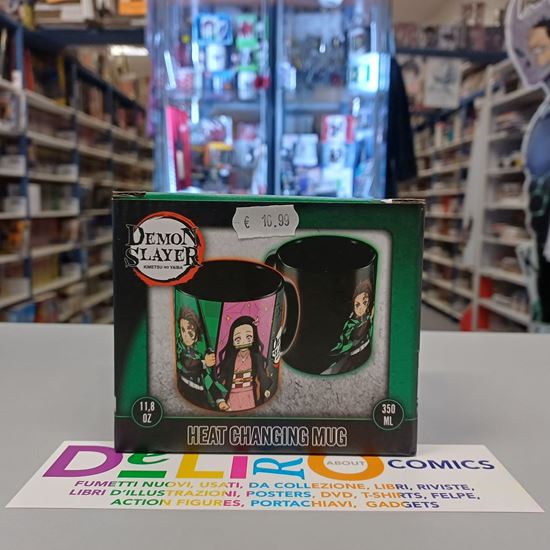 € 16.99
DEMON
SLAYER
KIMETSU NO YAIBA
11,8
OZ
350
ML
HEAT CHANGING MUG
DELIRO
ABOUT
COMICS
FUMETTI NUOVI, USATI, DA COLLEZIONE, LIBRI, RIVISTE,
LIBRI D'ILLUSTRAZIONI, POSTERS, DVD, T-SHIRTS, FELPE,
ACTION FIGURES, PORTACHIAVI, GADGETS